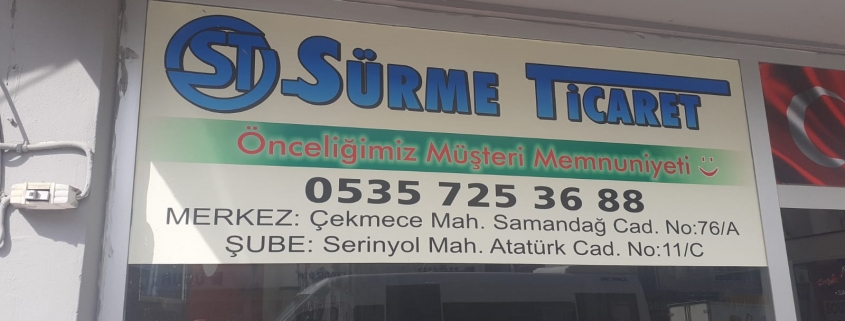 ST SÜRME TİCARET
Önceliğimiz Müşteri Memnuniyeti
0535 725 36 88
MERKEZ: Çekmece Mah. Samandağ Cad. No:76/A
ŞUBE: Serinyol Mah. Atatürk Cad. No:11/C